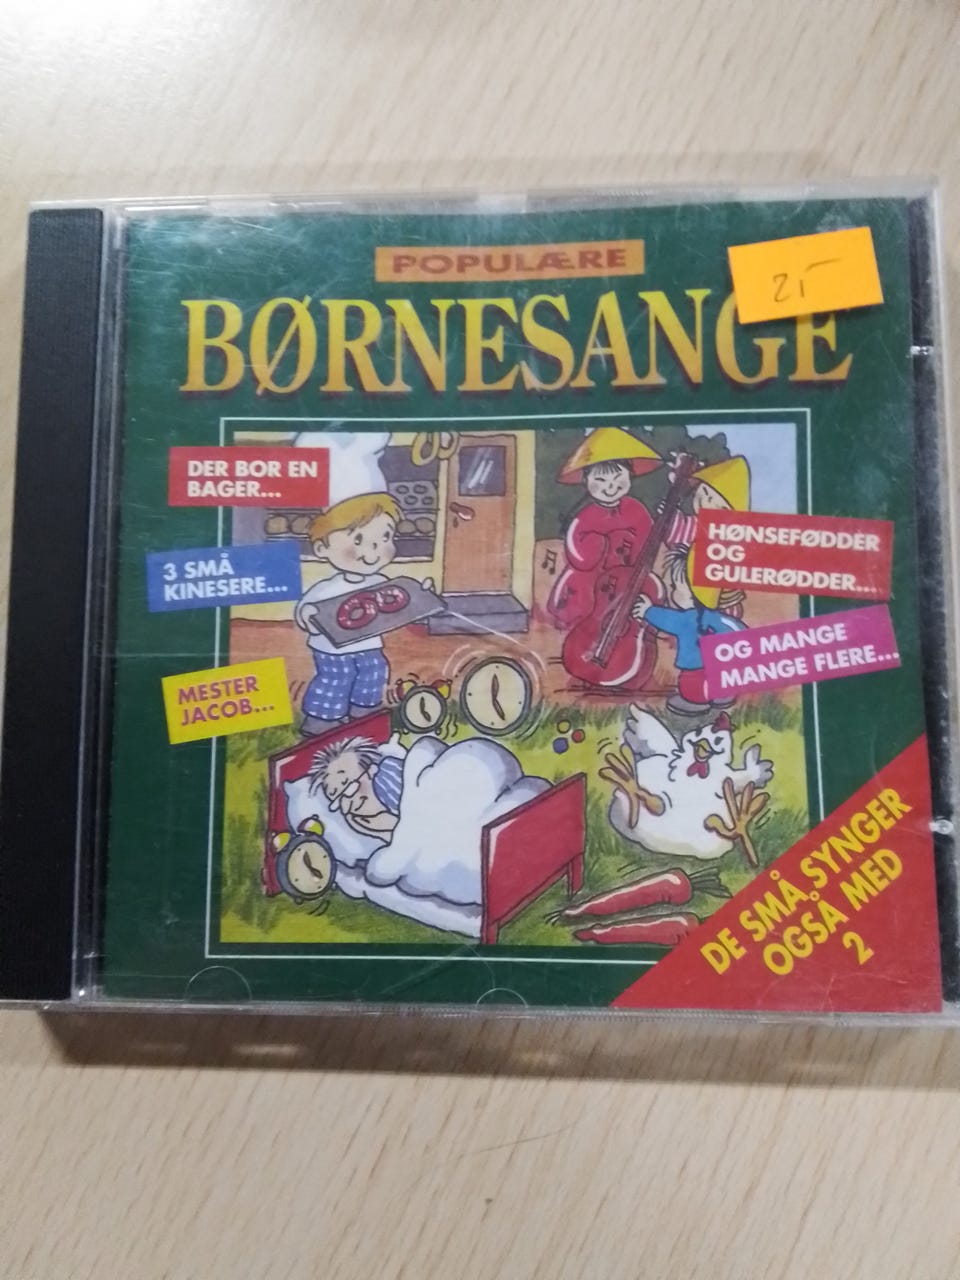 POPULÆRE
BØRNESANGE
2,-
DER BOR EN
BAGER...
3 SMÅ
KINESERE...
MESTER
JACOB...
HØNSEFØDDER
OG
GULERØDDER...
OG MANGE
MANGE FLERE...
DE SMÅ SYNGER
OGSÅ MED
2